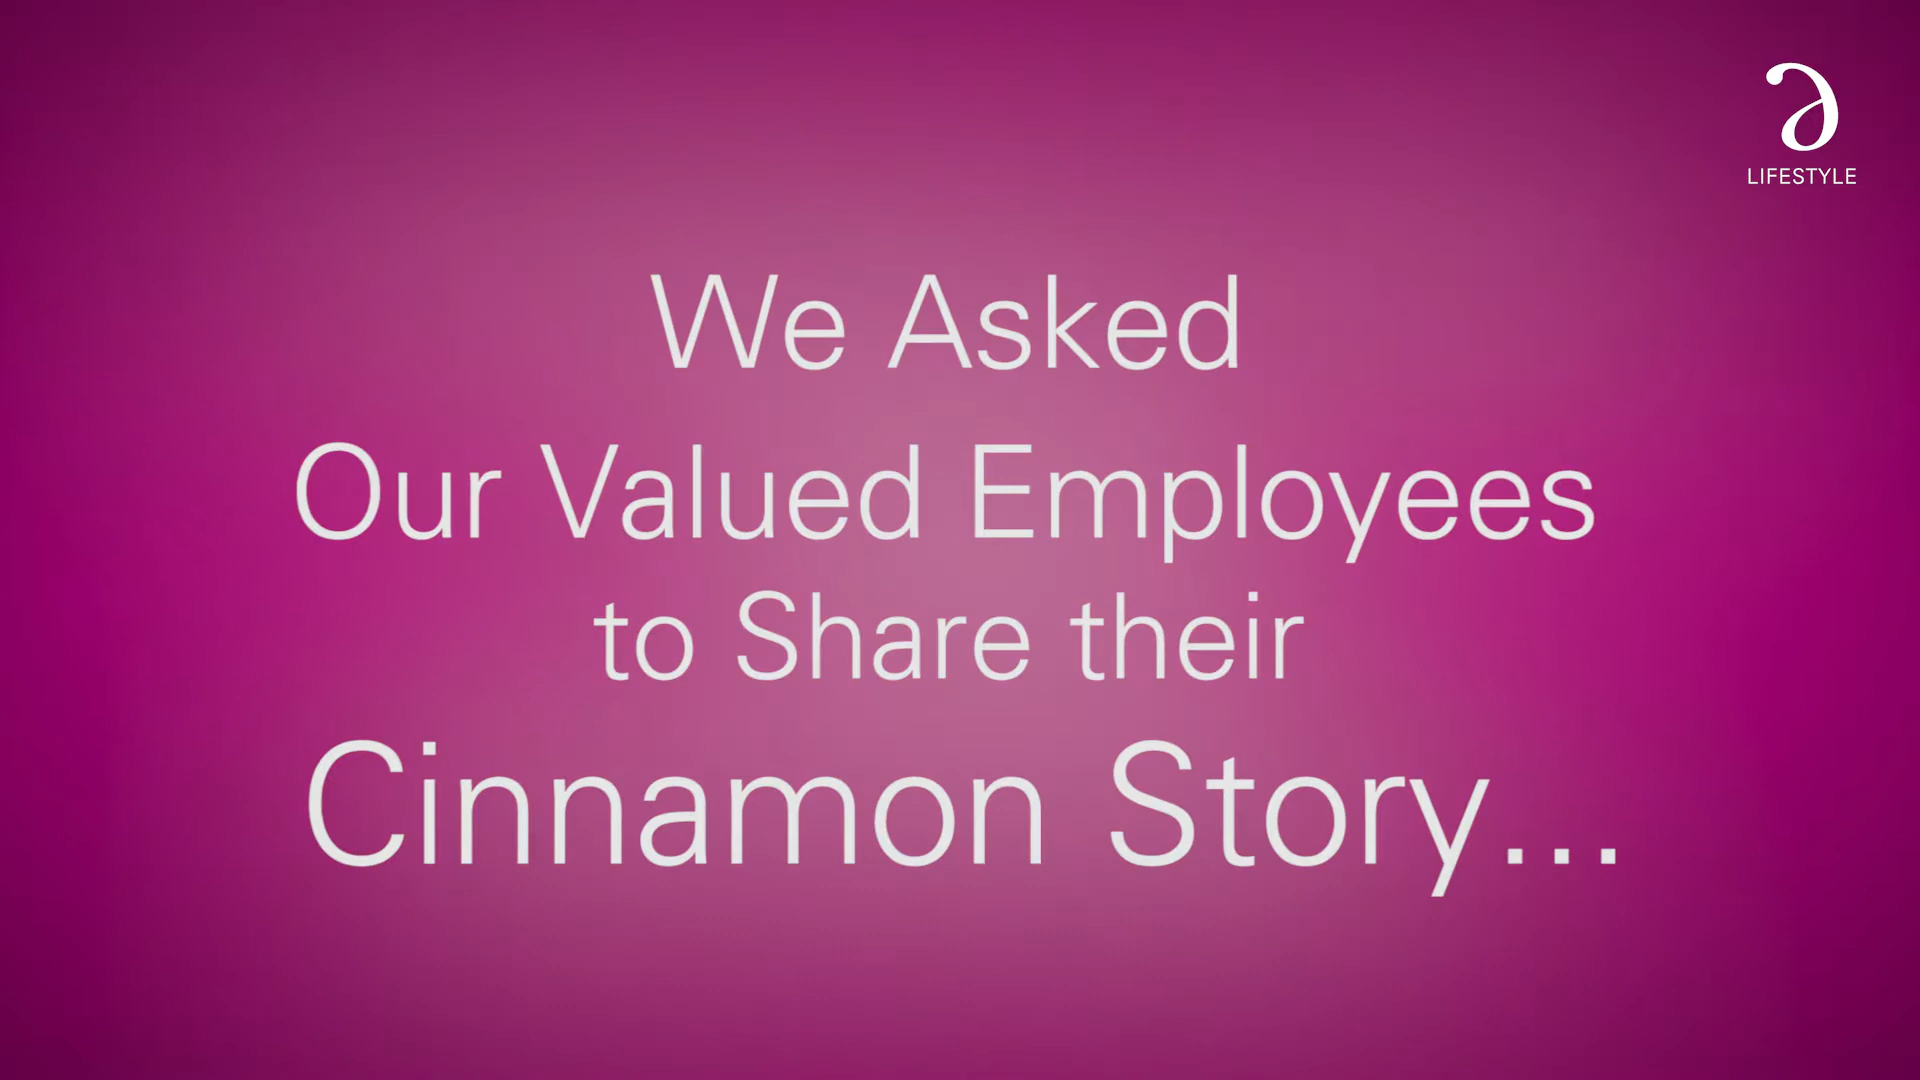 LIFESTYLE
We Asked
Our Valued Employees
to Share their
Cinnamon Story...